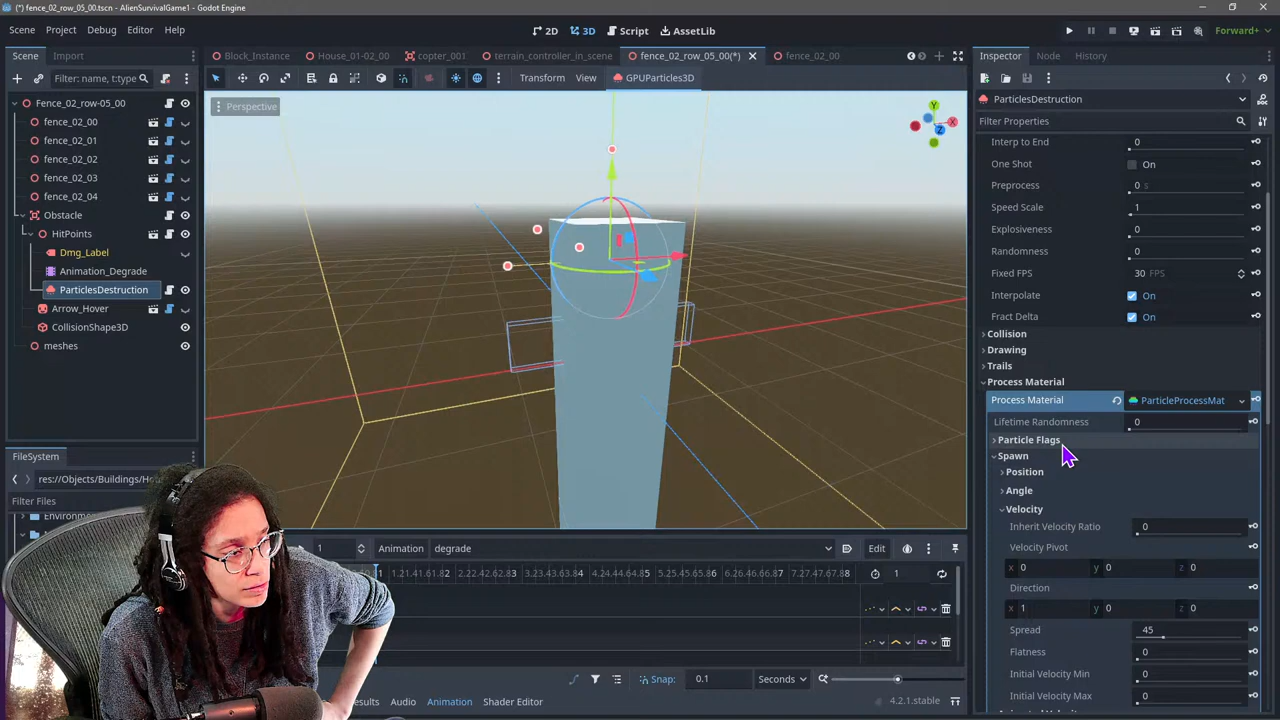 (*) fence_02_row_05_00.tscn - AlienSurvivalGame1 - Godot Engine
Scene Project Debug Editor Help
2D 3D Script AssetLib
Forward+
Scene Import
Filter: name, t:type
Fence_02_row-05_00
fence_02_00
fence_02_01
fence_02_02
fence_02_03
fence_02_04
Obstacle
HitPoints
Dmg_Label
Animation_Degrade
ParticlesDestruction
Arrow_Hover
CollisionShape3D
meshes
FileSystem
res://Objects/Buildings/Ho
Filter Files
Environme
Block_Instance House_01-02_00 copter_001 terrain_controller_in_scene fence_02_row_05_00(*) fence_02_00
Transform View GPUParticles3D
Perspective
Y
X
Z
1 Animation degrade Edit
1 1.21.41.61.82 2.22.42.62.83 3.23.43.63.84 4.24.44.64.85 5.25.45.65.86 6.26.46.66.87 7.27.47.67.88 1
Snap: 0.1 Seconds
Audio Animation Shader Editor
4.2.1.stable
Inspector Node History
ParticlesDestruction
Filter Properties
Interp to End 0
One Shot On
Preprocess 0 s
Speed Scale 1
Explosiveness 0
Randomness 0
Fixed FPS 30 FPS
Interpolate On
Fract Delta On
Collision
Drawing
Trails
Process Material
Process Material ParticleProcessMat
Lifetime Randomness 0
Particle Flags
Spawn
Position
Angle
Velocity
Inherit Velocity Ratio 0
Velocity Pivot
x 0 y 0 z 0
Direction
x 1 y 0 z 0
Spread 45
Flatness 0
Initial Velocity Min 0
Initial Velocity Max 0